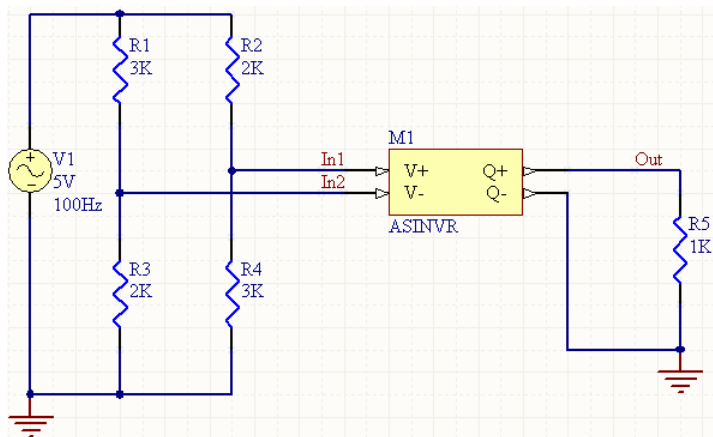 R1
3K
R2
2K
V1
5V
100Hz
+
−
In1
In2
M1
V+
V-
Q+
Q-
ASINVR
Out
R5
1K
R3
2K
R4
3K